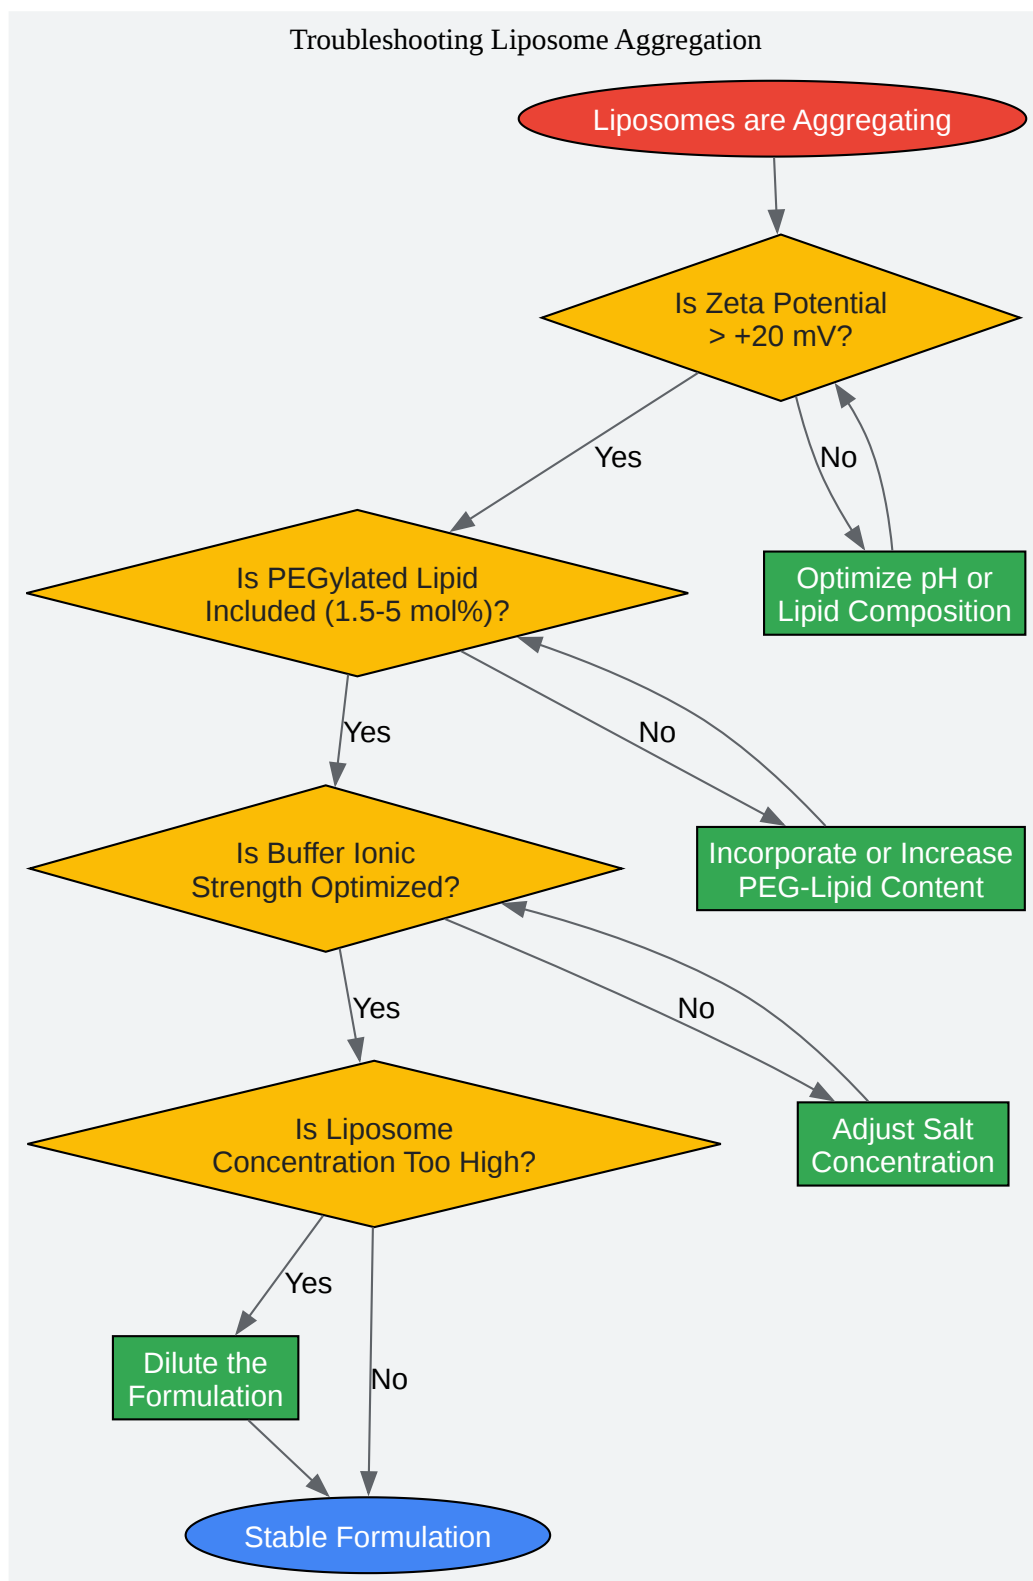 Troubleshooting Liposome Aggregation
Liposomes are Aggregating
Is Zeta Potential
> +20 mV?
Yes
No
Optimize pH or
Lipid Composition
Is PEGylated Lipid
Included (1.5-5 mol%)?
Yes
No
Incorporate or Increase
PEG-Lipid Content
Is Buffer Ionic
Strength Optimized?
Yes
No
Adjust Salt
Concentration
Is Liposome
Concentration Too High?
Yes
Dilute the
Formulation
No
Stable Formulation